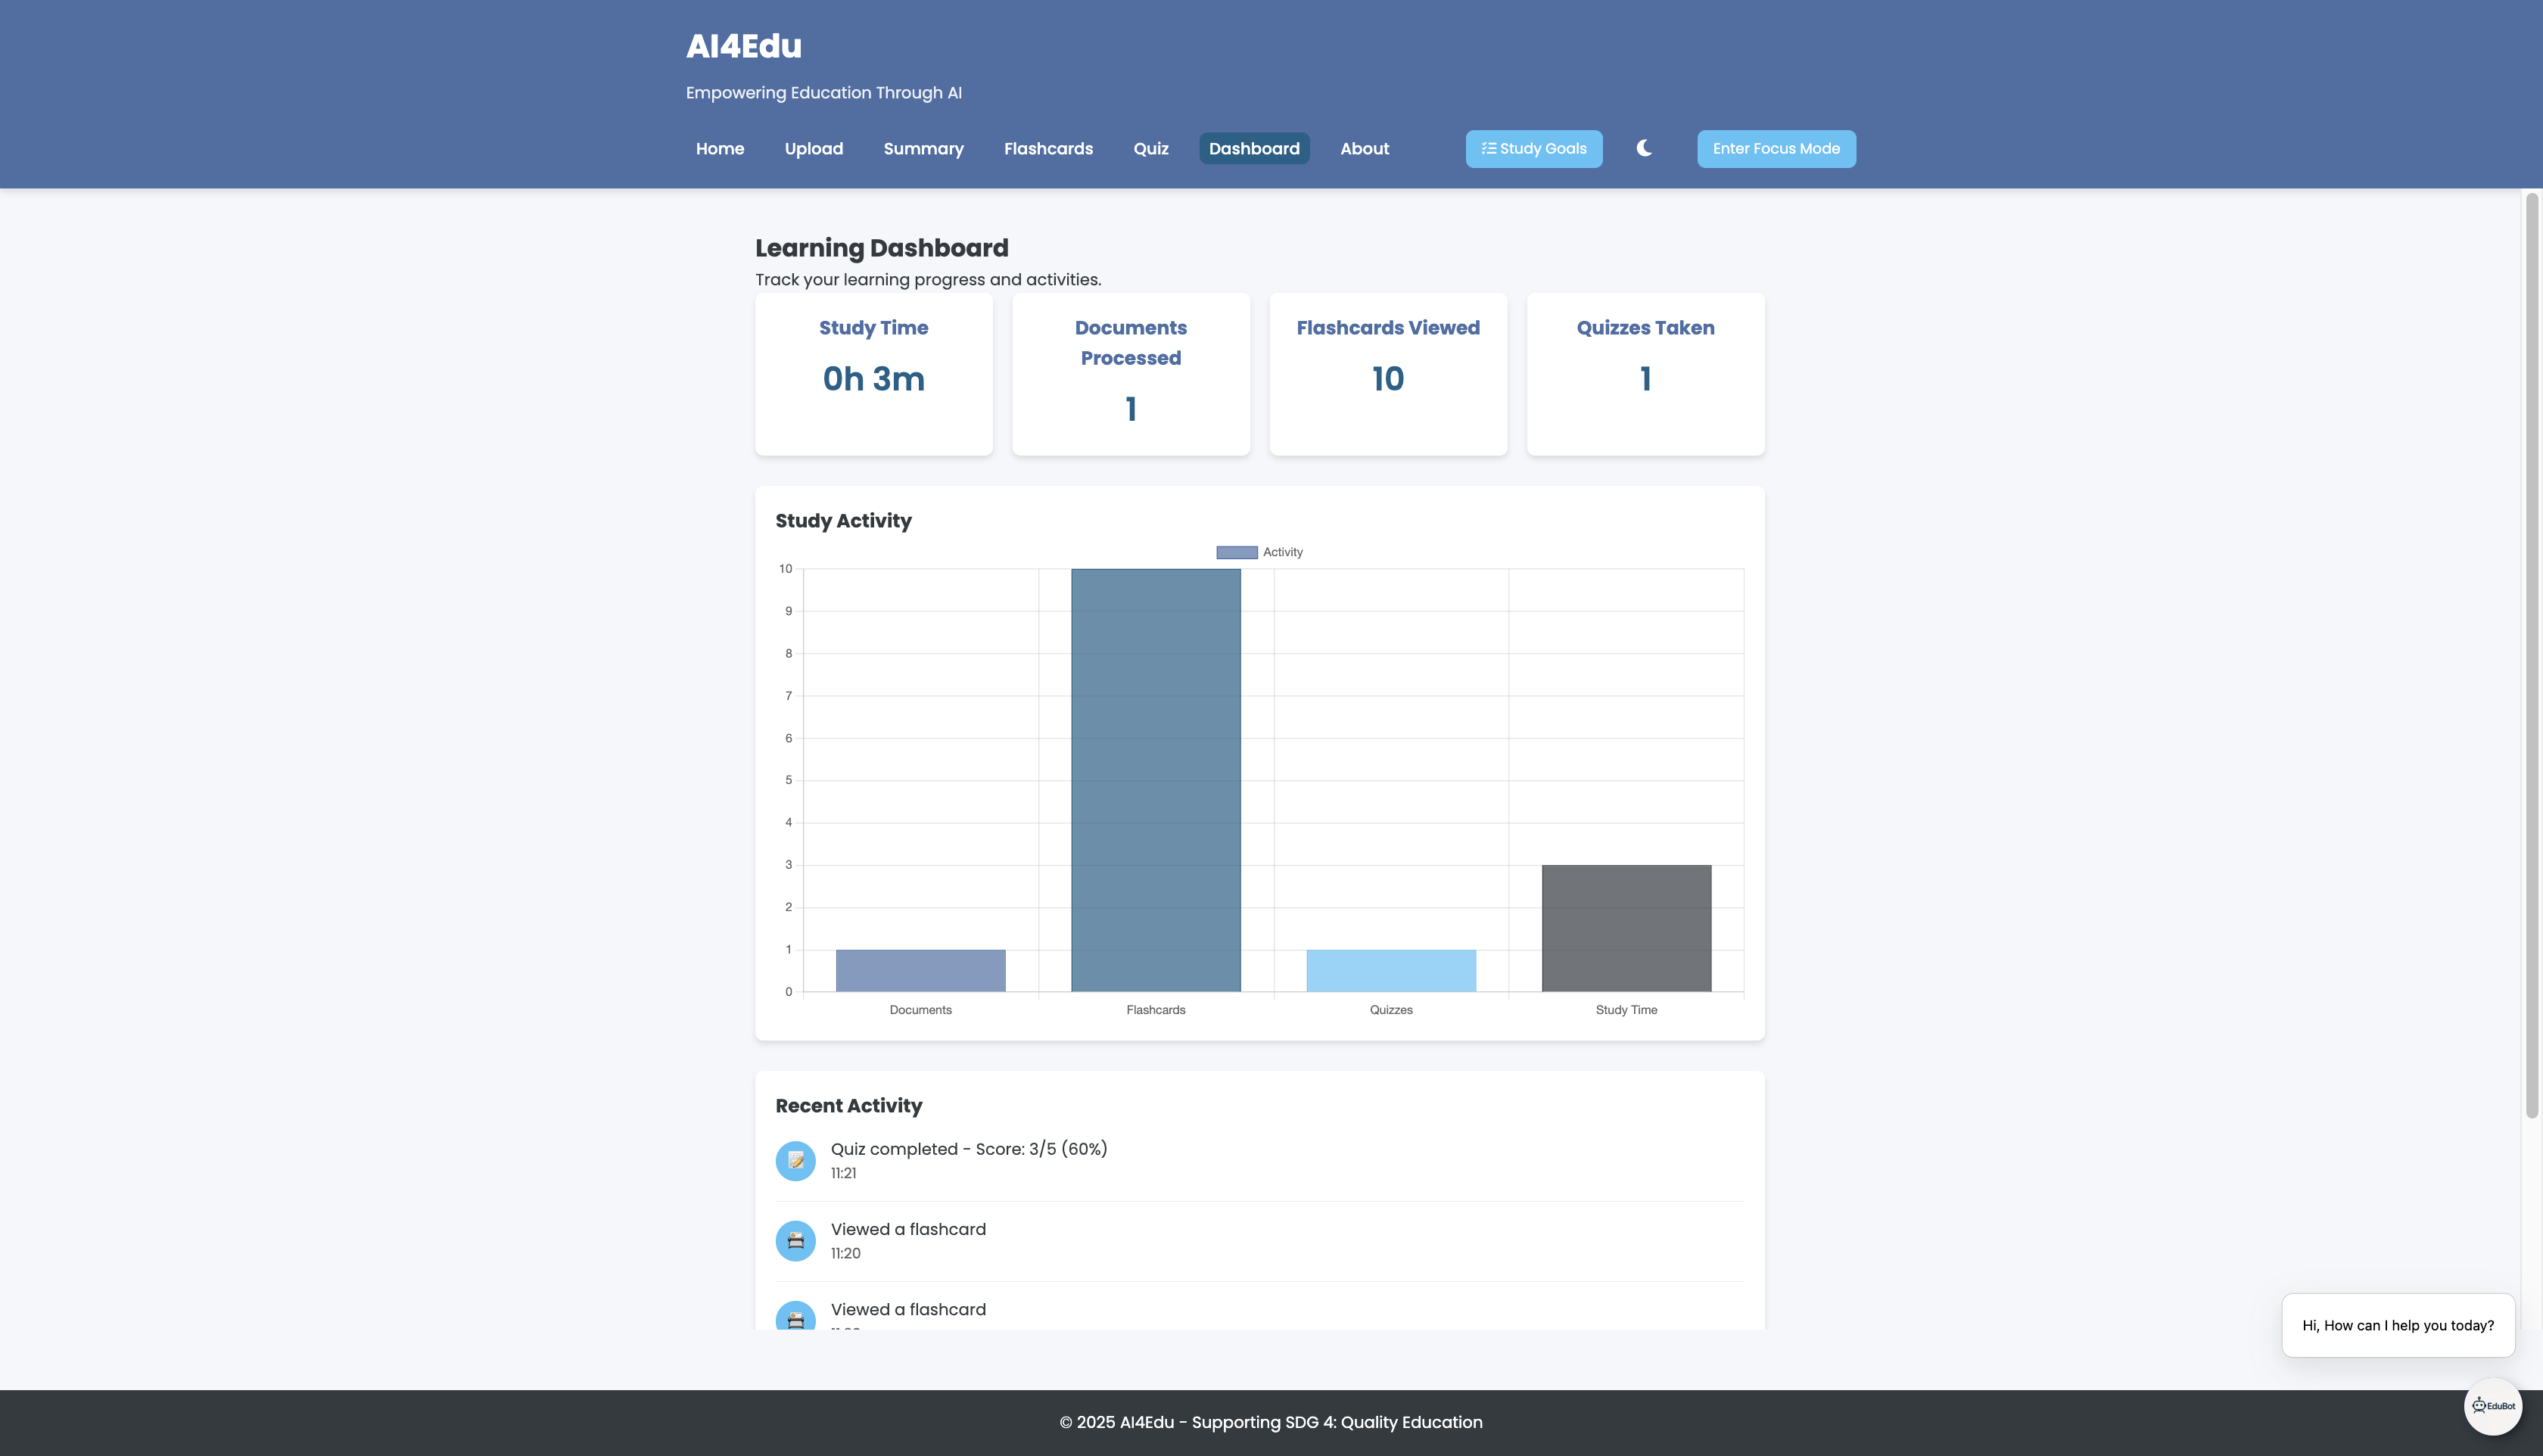 AI4Edu
Empowering Education Through AI
Home Upload Summary Flashcards Quiz Dashboard About Study Goals Enter Focus Mode
Learning Dashboard
Track your learning progress and activities.
Study Time
0h 3m
Documents
Processed
1
Flashcards Viewed
10
Quizzes Taken
1
Study Activity
Activity
10
9
8
7
6
5
4
3
2
1
0
Documents Flashcards Quizzes Study Time
Recent Activity
Quiz completed - Score: 3/5 (60%)
11:21
Viewed a flashcard
11:20
Viewed a flashcard
Hi, How can I help you today?
EduBot
© 2025 AI4Edu - Supporting SDG 4: Quality Education